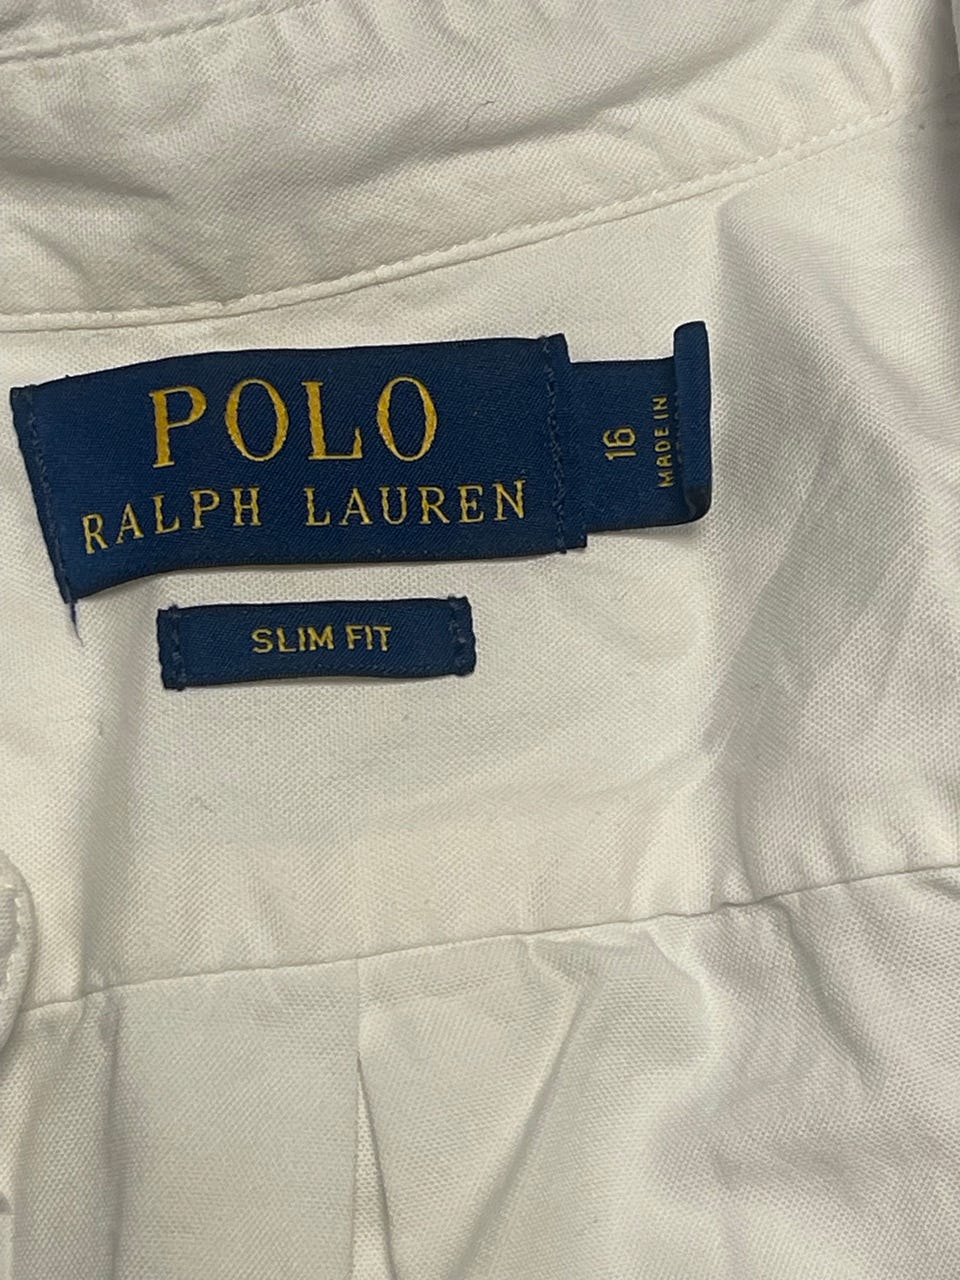 POLO
RALPH LAUREN
16
MADE IN
SLIM FIT